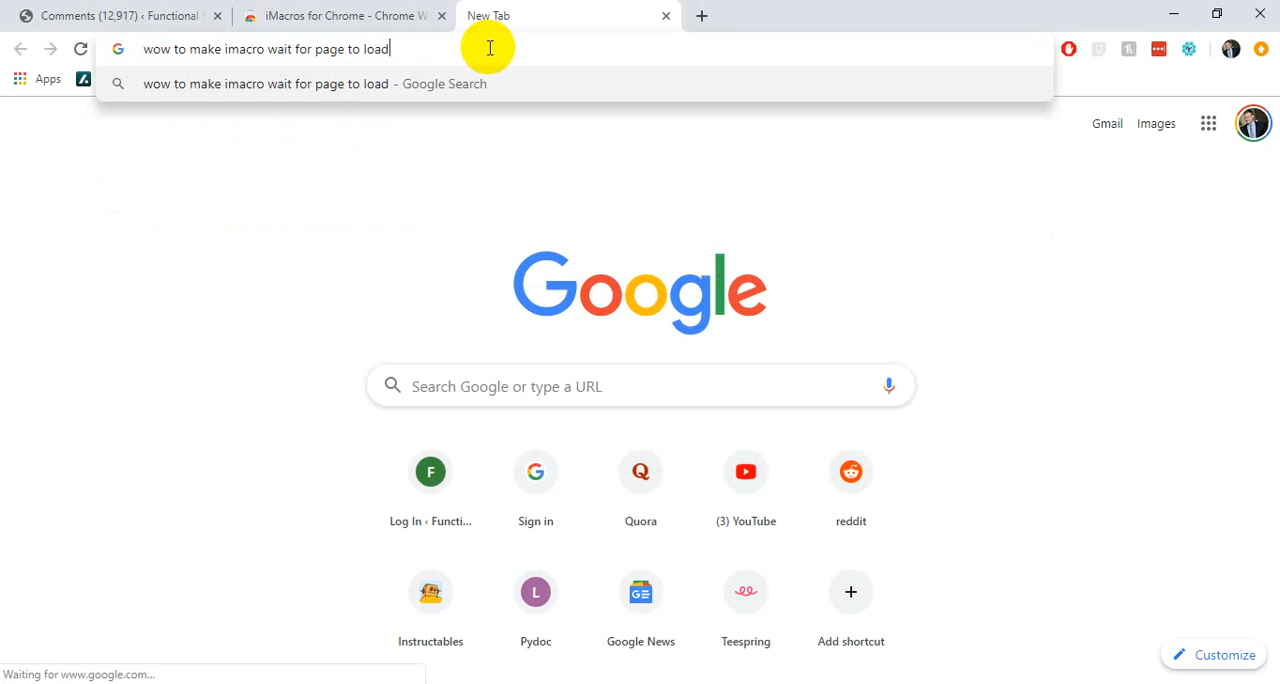 Comments (12,917) ‹ Functional
iMacros for Chrome - Chrome W
New Tab
wow to make imacro wait for page to load
Apps
wow to make imacro wait for page to load - Google Search
Gmail
Images
Google
Search Google or type a URL
F
G
Q
Log In ‹ Functi...
Sign in
Quora
(3) YouTube
reddit
L
GE
Instructables
Pydoc
Google News
Teespring
Add shortcut
Customize
Waiting for www.google.com...